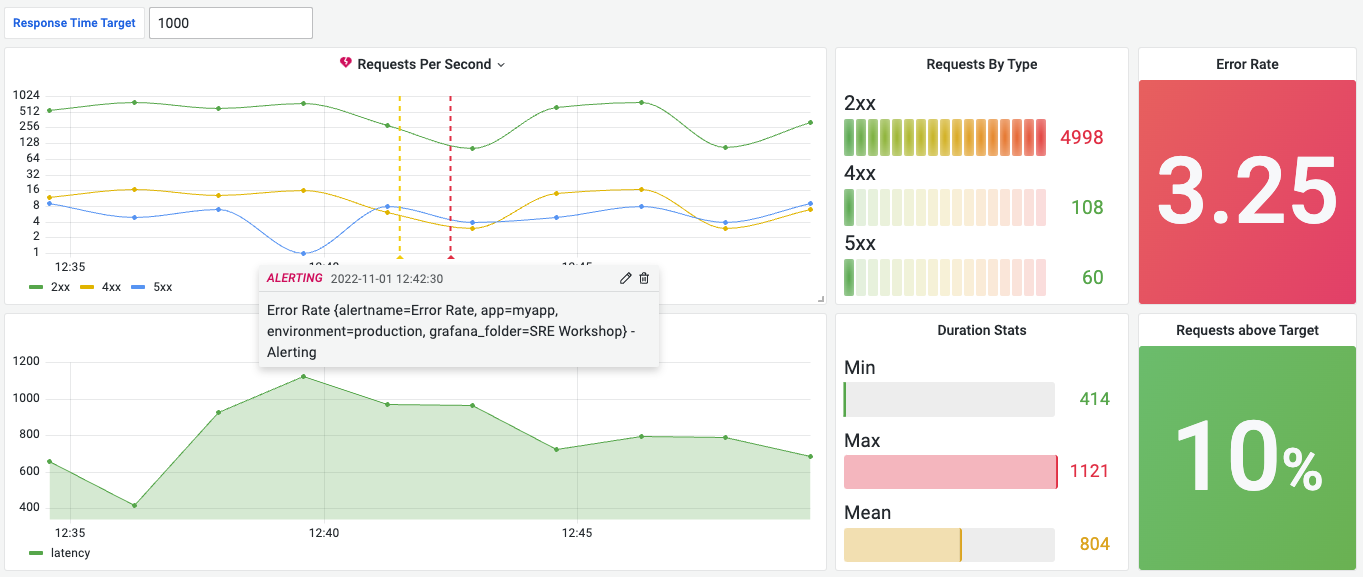 Response Time Target 1000
Requests Per Second
1024
512
256
128
64
32
16
8
4
2
1
12:35
2xx 4xx 5xx
ALERTING 2022-11-01 12:42:30
Error Rate {alertname=Error Rate, app=myapp,
environment=production, grafana_folder=SRE Workshop} -
Alerting
1200
1000
800
600
400
12:35 12:40 12:45
latency
Requests By Type
2xx
4998
4xx
108
5xx
60
Error Rate
3.25
Duration Stats
Min
414
Max
1121
Mean
804
Requests above Target
10%